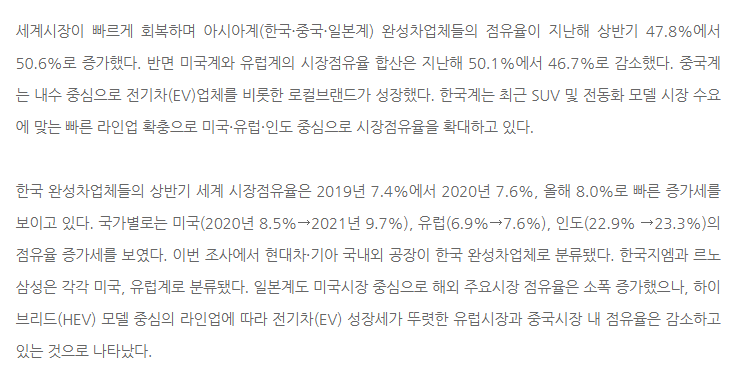 세계시장이 빠르게 회복하며 아시아계(한국·중국·일본계) 완성차업체들의 점유율이 지난해 상반기 47.8%에서
50.6%로 증가했다. 반면 미국계와 유럽계의 시장점유율 합산은 지난해 50.1%에서 46.7%로 감소했다. 중국계
는 내수 중심으로 전기차(EV)업체를 비롯한 로컬브랜드가 성장했다. 한국계는 최근 SUV 및 전동화 모델 시장 수요
에 맞는 빠른 라인업 확충으로 미국·유럽·인도 중심으로 시장점유율을 확대하고 있다.
한국 완성차업체들의 상반기 세계 시장점유율은 2019년 7.4%에서 2020년 7.6%, 올해 8.0%로 빠른 증가세를
보이고 있다. 국가별로는 미국(2020년 8.5%→2021년 9.7%), 유럽(6.9%→7.6%), 인도(22.9% →23.3%)의
점유율 증가세를 보였다. 이번 조사에서 현대차·기아 국내외 공장이 한국 완성차업체로 분류됐다. 한국지엠과 르노
삼성은 각각 미국, 유럽계로 분류됐다. 일본계도 미국시장 중심으로 해외 주요시장 점유율은 소폭 증가했으나, 하이
브리드(HEV) 모델 중심의 라인업에 따라 전기차(EV) 성장세가 뚜렷한 유럽시장과 중국시장 내 점유율은 감소하고
있는 것으로 나타났다.